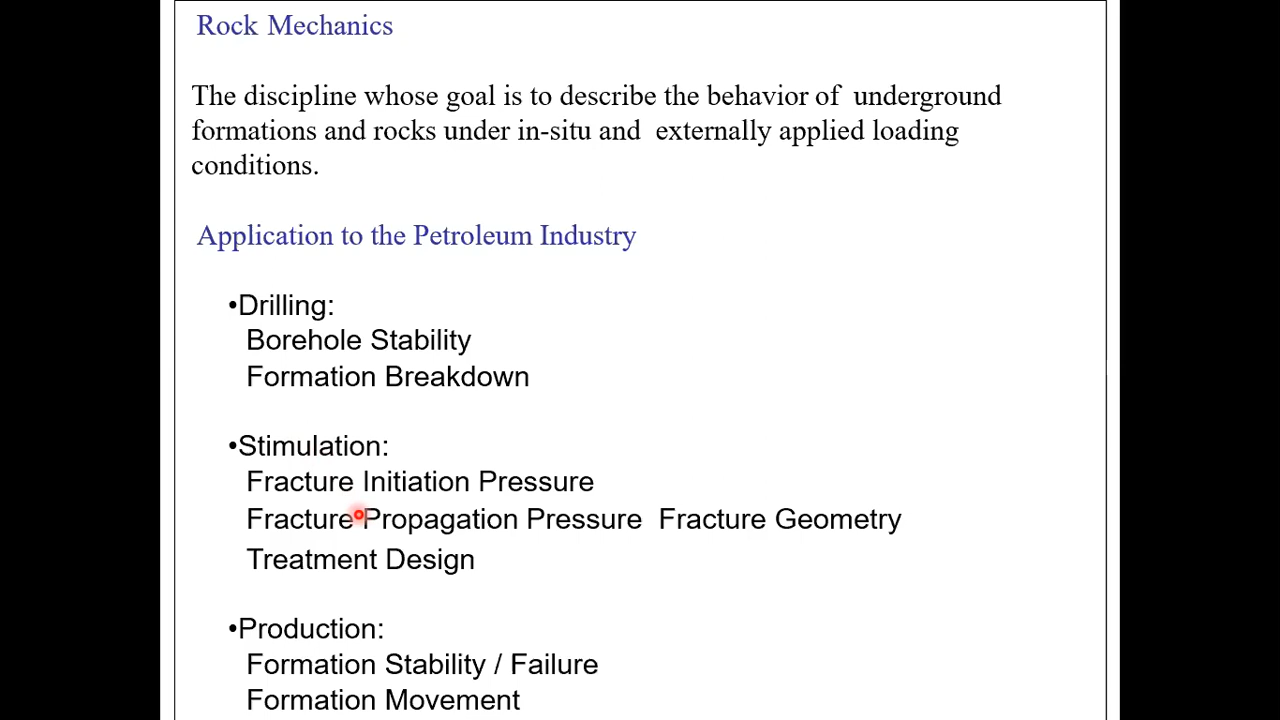 Rock Mechanics
The discipline whose goal is to describe the behavior of underground
formations and rocks under in-situ and externally applied loading
conditions.
Application to the Petroleum Industry
•Drilling:
Borehole Stability
Formation Breakdown
•Stimulation:
Fracture Initiation Pressure
Fracture Propagation Pressure Fracture Geometry
Treatment Design
•Production:
Formation Stability / Failure
Formation Movement